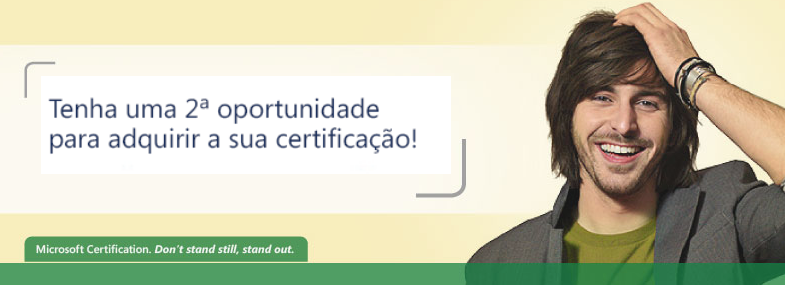 Tenha uma 2ª oportunidade
para adquirir a sua certificação!
Microsoft Certification. Don't stand still, stand out.